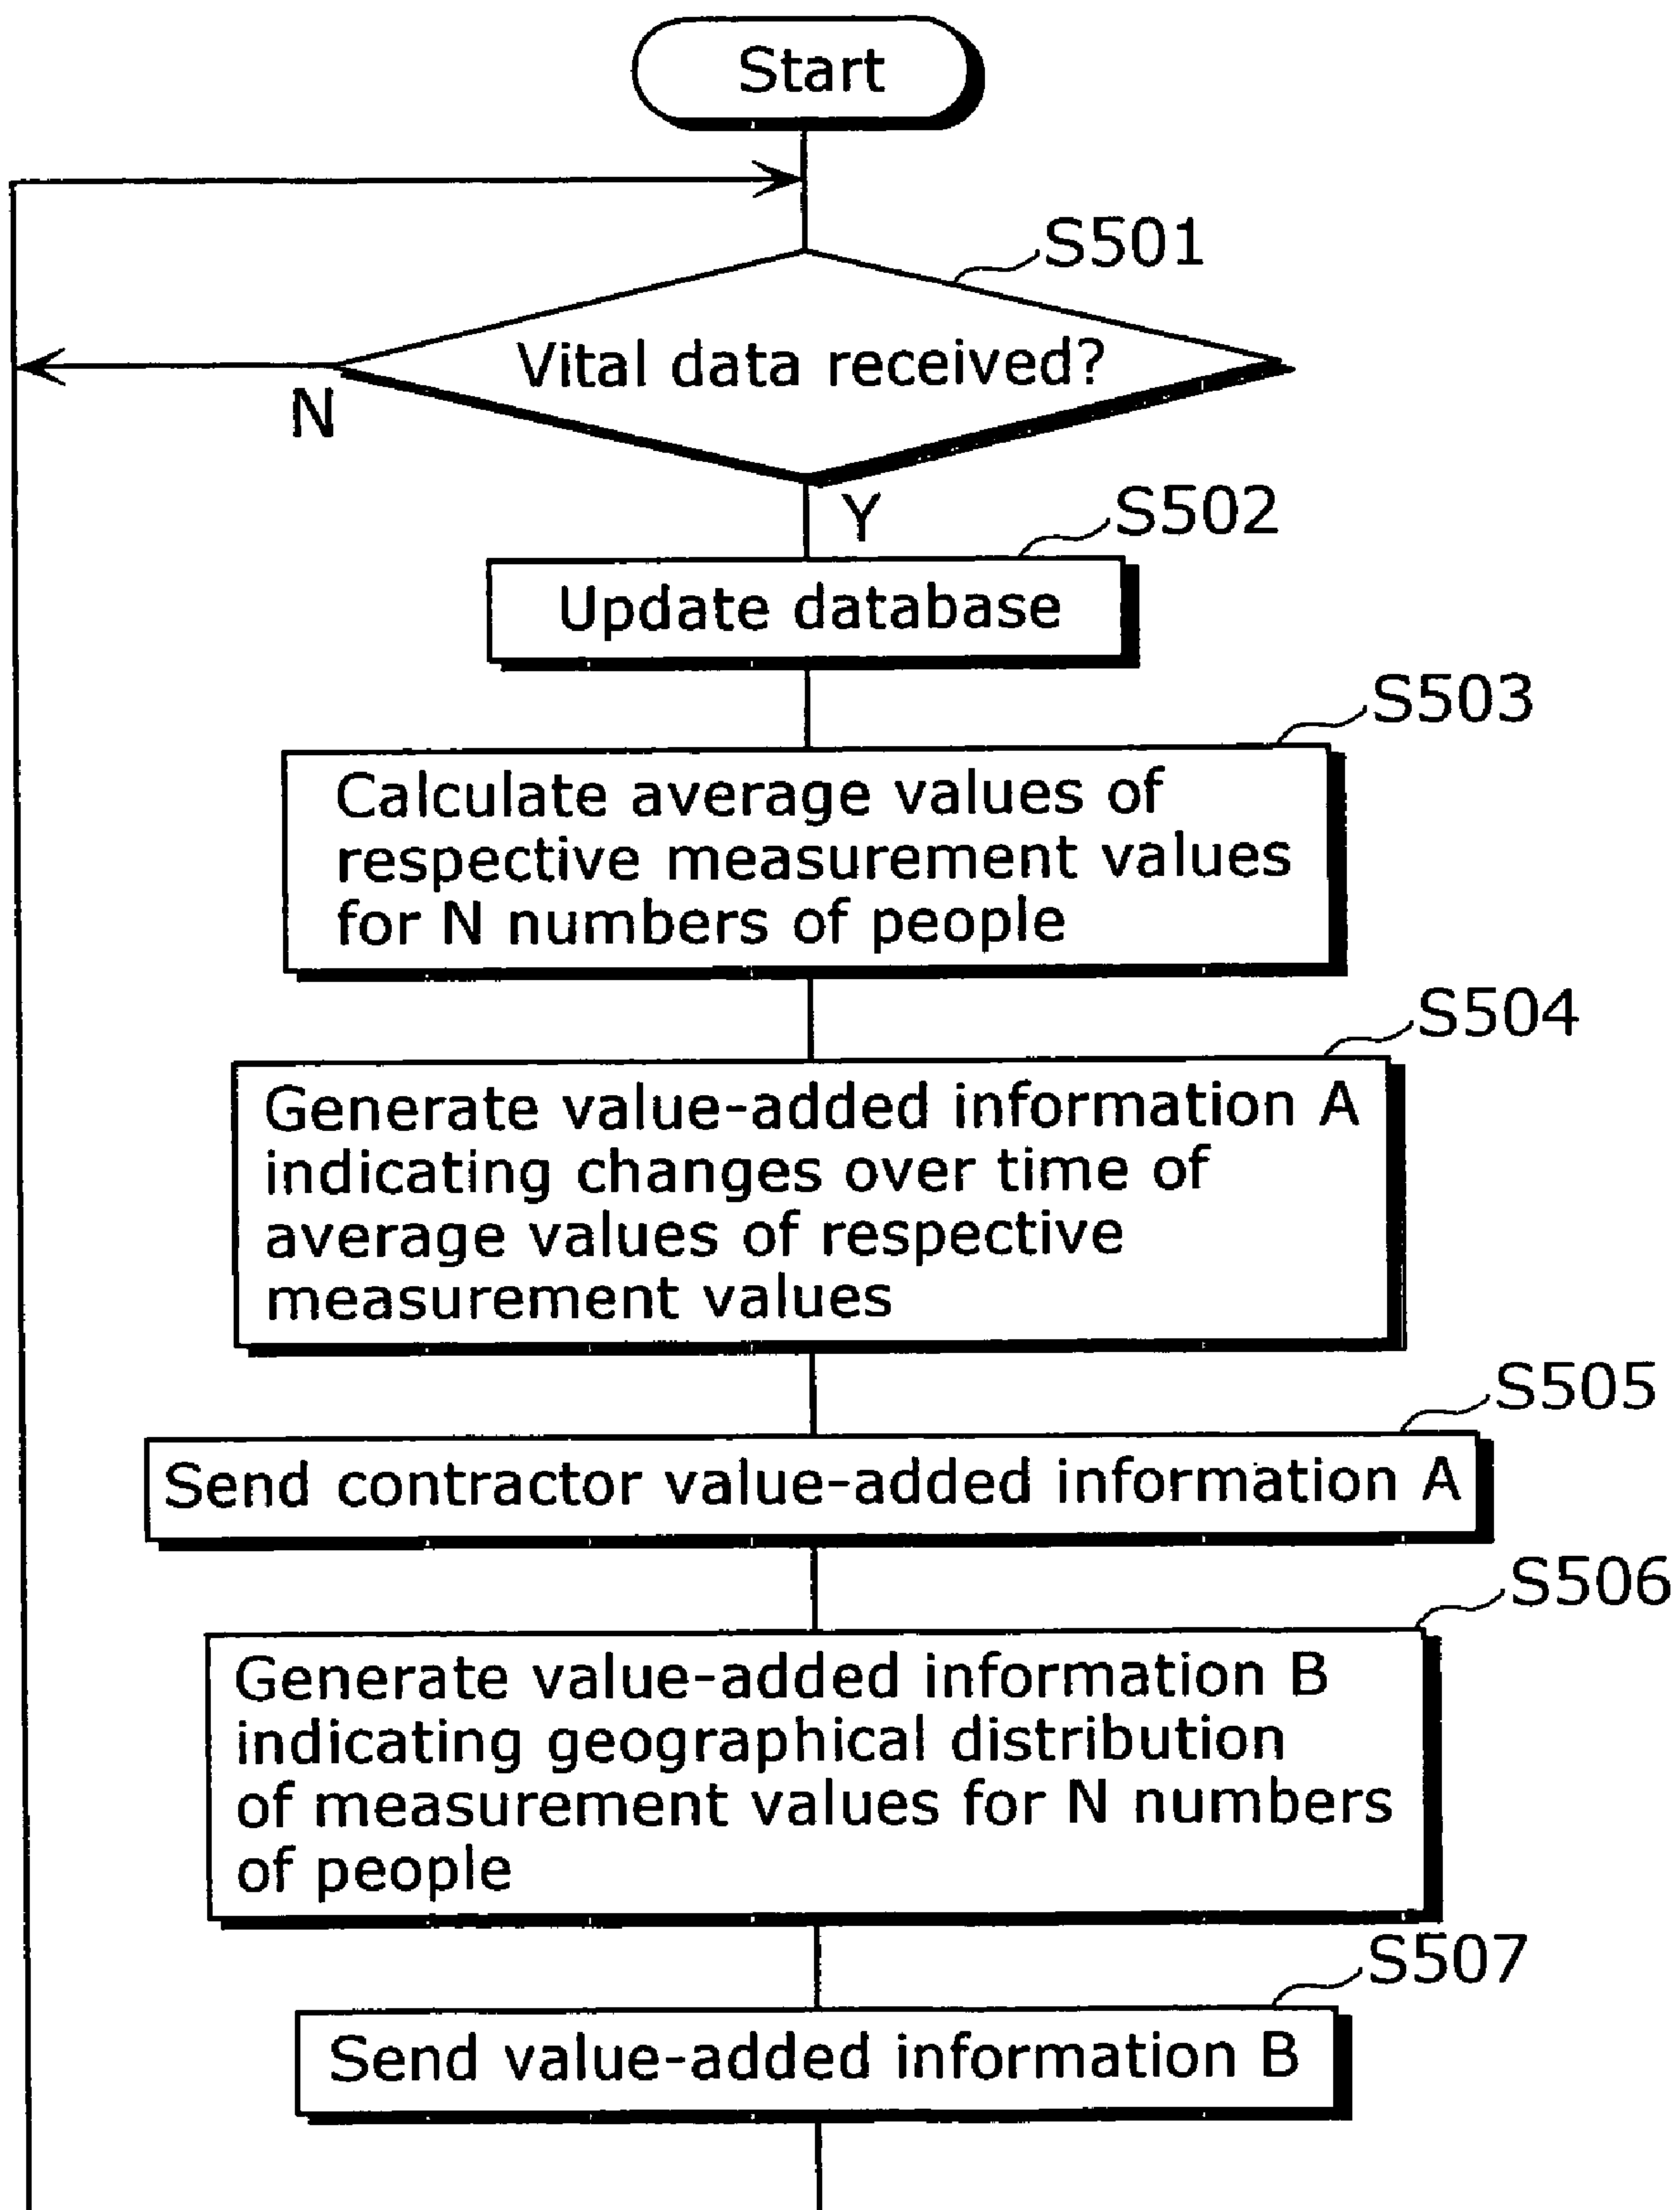 Start
S501
Vital data received?
N
Y
S502
Update database
S503
Calculate average values of
respective measurement values
for N numbers of people
S504
Generate value-added information A
indicating changes over time of
average values of respective
measurement values
S505
Send contractor value-added information A
S506
Generate value-added information B
indicating geographical distribution
of measurement values for N numbers
of people
S507
Send value-added information B